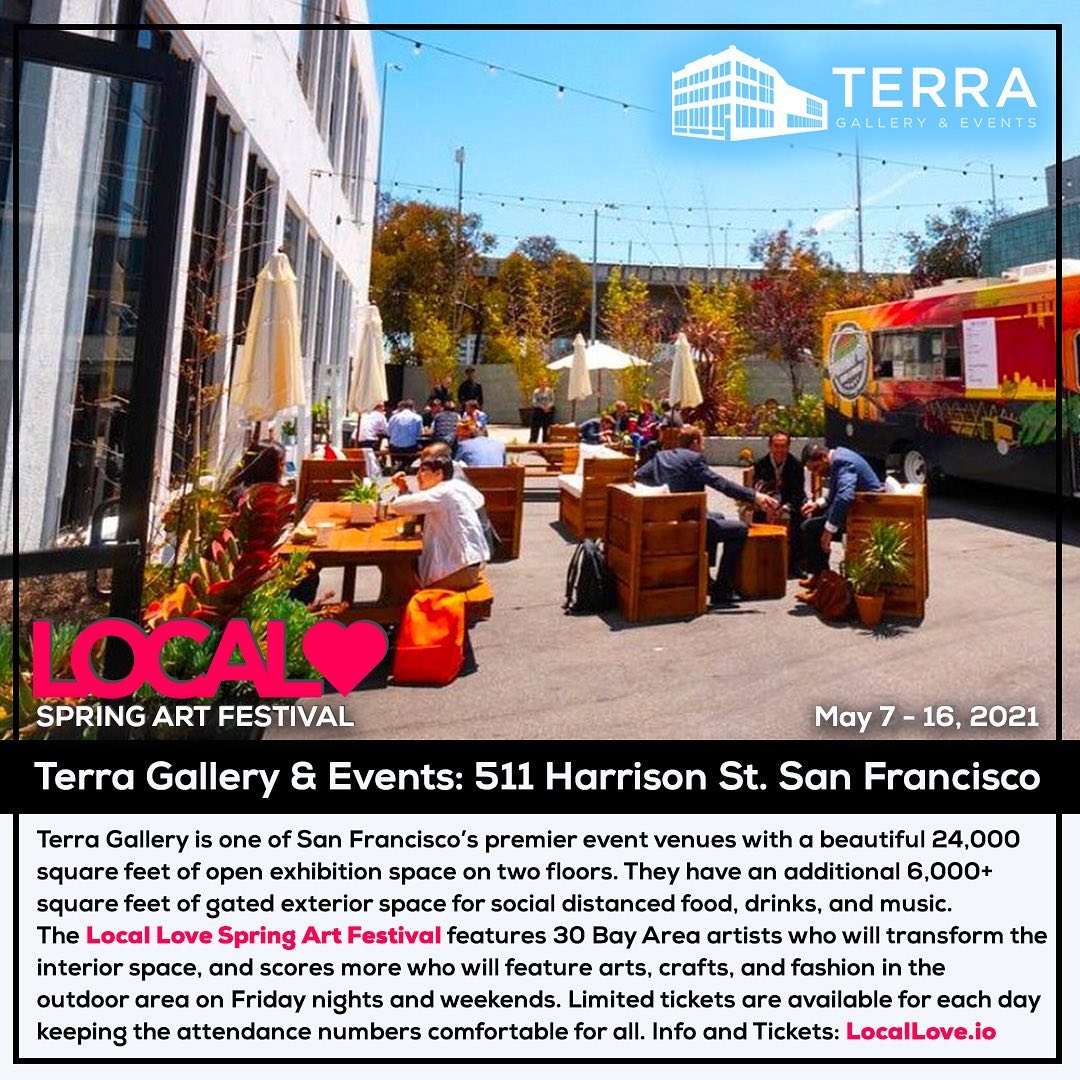 TERRA
GALLERY & EVENTS
LOCAL
SPRING ART FESTIVAL
May 7 - 16, 2021
Terra Gallery & Events: 511 Harrison St. San Francisco
Terra Gallery is one of San Francisco’s premier event venues with a beautiful 24,000
square feet of open exhibition space on two floors. They have an additional 6,000+
square feet of gated exterior space for social distanced food, drinks, and music.
The Local Love Spring Art Festival features 30 Bay Area artists who will transform the
interior space, and scores more who will feature arts, crafts, and fashion in the
outdoor area on Friday nights and weekends. Limited tickets are available for each day
keeping the attendance numbers comfortable for all. Info and Tickets: LocalLove.io